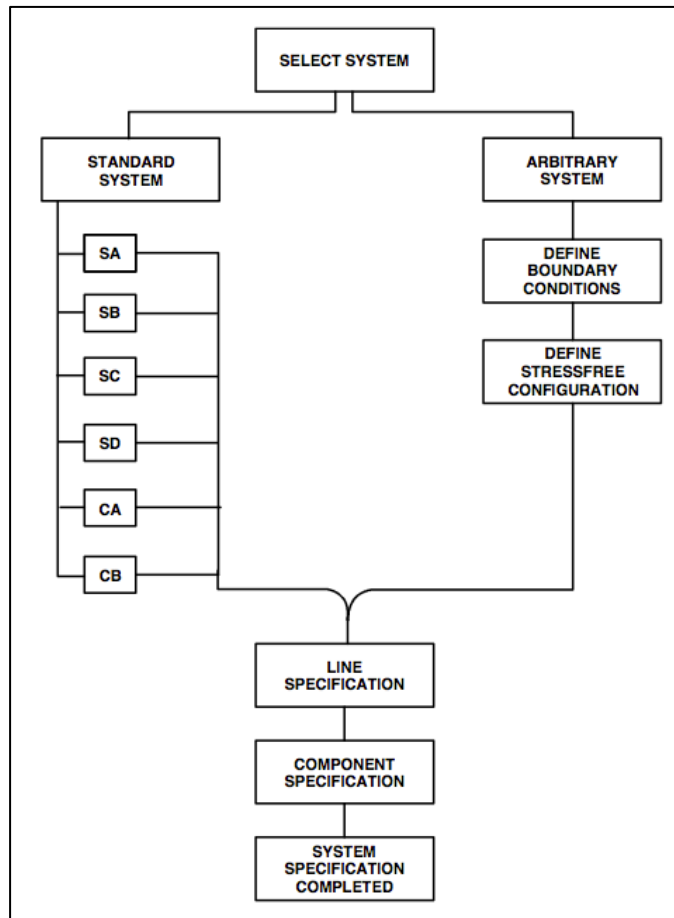 SELECT SYSTEM
STANDARD
SYSTEM
ARBITRARY
SYSTEM
SA
SB
SC
SD
CA
CB
DEFINE
BOUNDARY
CONDITIONS
DEFINE
STRESSFREE
CONFIGURATION
LINE
SPECIFICATION
COMPONENT
SPECIFICATION
SYSTEM
SPECIFICATION
COMPLETED